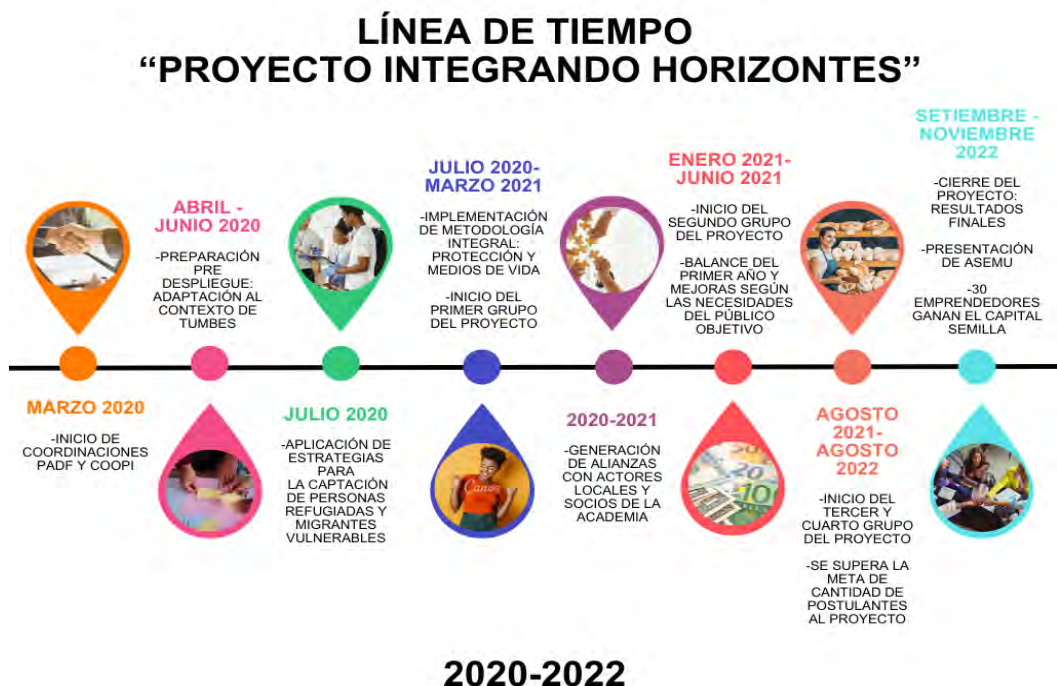 LÍNEA DE TIEMPO
“PROYECTO INTEGRANDO HORIZONTES”
MARZO 2020
-INICIO DE
COORDINACIONES
PADF Y COOPI
ABRIL -
JUNIO 2020
-PREPARACIÓN
PRE
DESPLIEGUE:
ADAPTACIÓN AL
CONTEXTO DE
TUMBES
JULIO 2020
-APLICACIÓN DE
ESTRATEGIAS
PARA
LA CAPTACIÓN DE
PERSONAS
REFUGIADAS Y
MIGRANTES
VULNERABLES
JULIO 2020-
MARZO 2021
-IMPLEMENTACIÓN
DE METODOLOGÍA
INTEGRAL:
PROTECCIÓN Y
MEDIOS DE VIDA
-INICIO DEL
PRIMER GRUPO
DEL PROYECTO
Canva
2020-2021
-GENERACIÓN
DE ALIANZAS
CON ACTORES
LOCALES Y
SOCIOS DE LA
ACADEMIA
ENERO 2021-
JUNIO 2021
-INICIO DEL
SEGUNDO GRUPO
DEL PROYECTO
-BALANCE DEL
PRIMER AÑO Y
MEJORAS SEGÚN
LAS NECESIDADES
DEL PÚBLICO
OBJETIVO
50
20
100
AGOSTO
2021-
AGOSTO
2022
-INICIO DEL
TERCER Y
CUARTO GRUPO
DEL PROYECTO
-SE SUPERA LA
META DE
CANTIDAD DE
POSTULANTES
AL PROYECTO
SETIEMBRE -
NOVIEMBRE
2022
-CIERRE DEL
PROYECTO:
RESULTADOS
FINALES
-PRESENTACIÓN
DE ASEMU
-30
EMPRENDEDORES
GANAN EL CAPITAL
SEMILLA
2020-2022